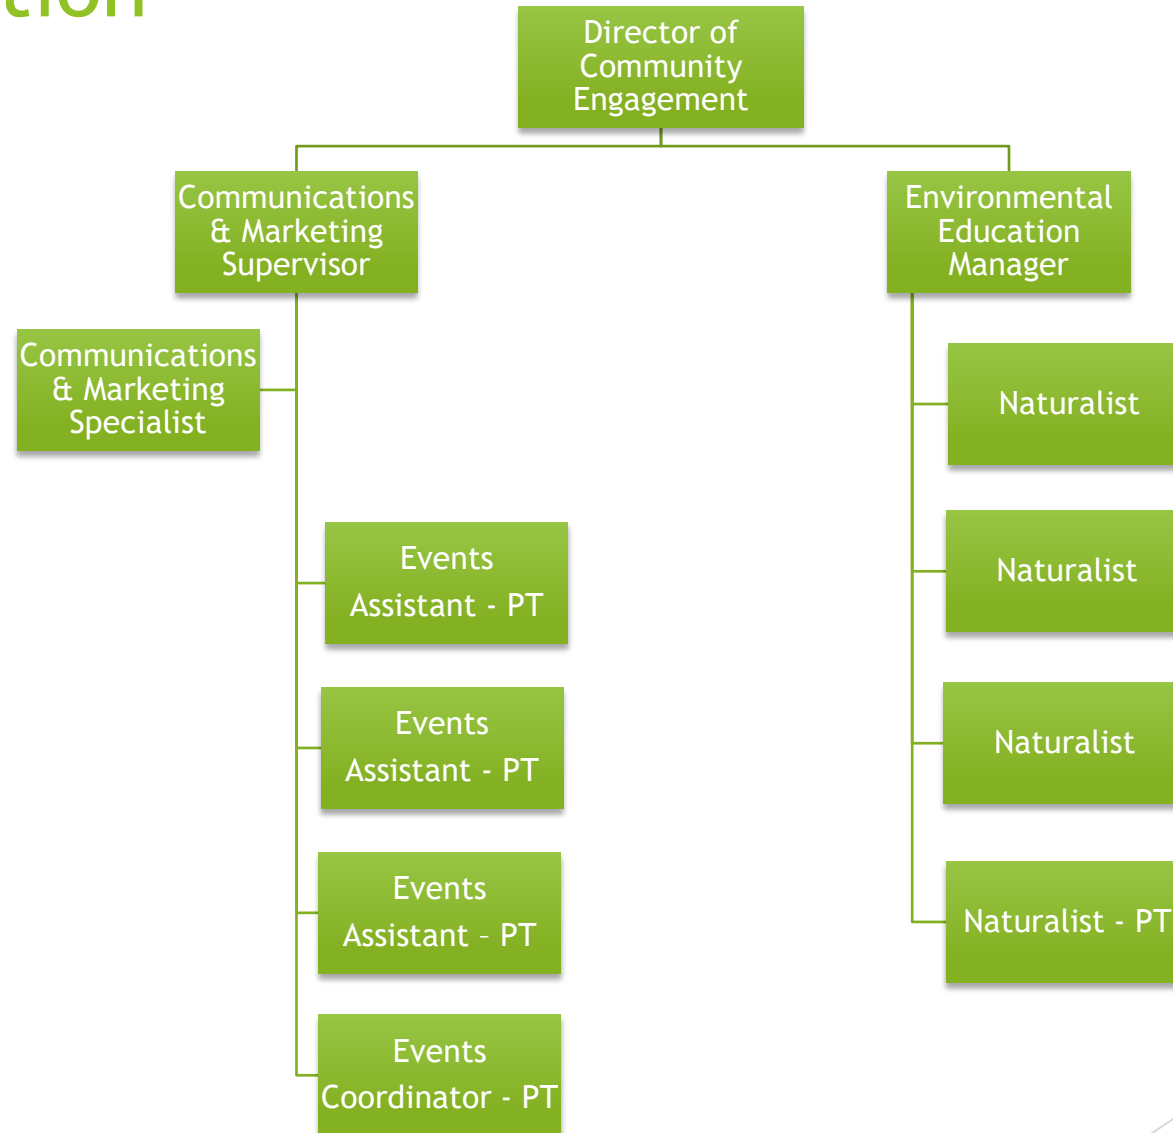 tion
Director of
Community
Engagement
Communications
& Marketing
Supervisor
Environmental
Education
Manager
Communications
& Marketing
Specialist
Naturalist
Events
Assistant - PT
Naturalist
Events
Assistant - PT
Naturalist
Events
Assistant – PT
Naturalist - PT
Events
Coordinator - PT